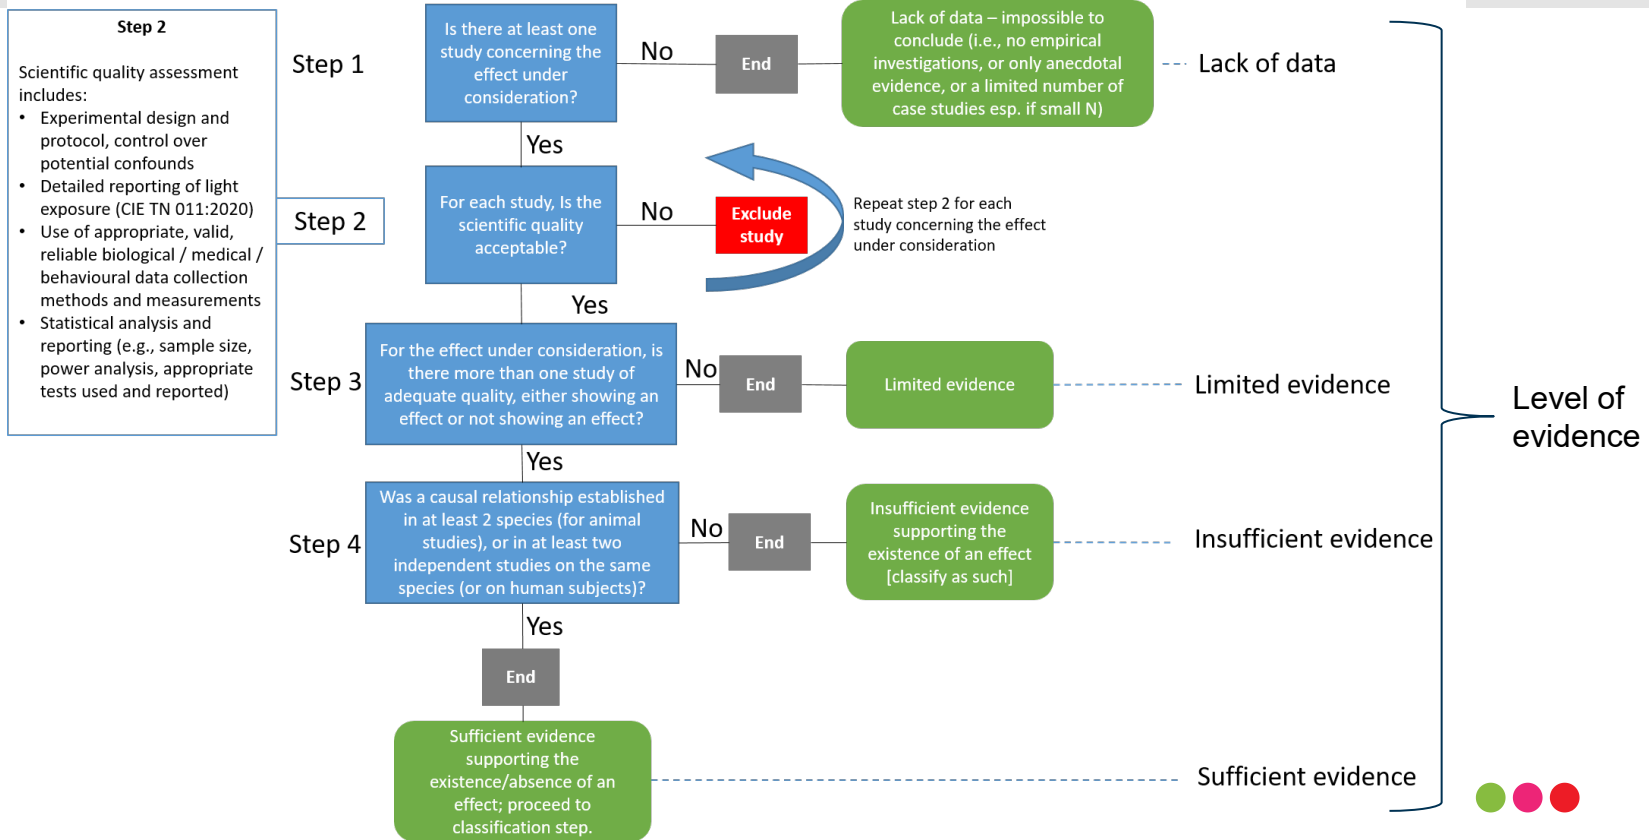 Step 2
Scientific quality assessment
includes:
• Experimental design and
protocol, control over
potential confounds
• Detailed reporting of light
exposure (CIE TN 011:2020)
• Use of appropriate, valid,
reliable biological / medical /
behavioural data collection
methods and measurements
• Statistical analysis and
reporting (e.g., sample size,
power analysis, appropriate
tests used and reported)
Step 1
Is there at least one
study concerning the
effect under
consideration?
No
End
Lack of data – impossible to
conclude (i.e., no empirical
investigations, or only anecdotal
evidence, or a limited number of
case studies esp. if small N)
Lack of data
Yes
Step 2
For each study, Is the
scientific quality
acceptable?
No
Exclude
study
Repeat step 2 for each
study concerning the effect
under consideration
Yes
Step 3
For the effect under consideration, is
there more than one study of
adequate quality, either showing an
effect or not showing an effect?
No
End
Limited evidence
Limited evidence
Yes
Step 4
Was a causal relationship established
in at least 2 species (for animal
studies), or in at least two
independent studies on the same
species (or on human subjects)?
No
End
Insufficient evidence
supporting the
existence of an effect
[classify as such]
Insufficient evidence
Yes
End
Sufficient evidence
supporting the
existence/absence of an
effect; proceed to
classification step.
Sufficient evidence
Level of
evidence